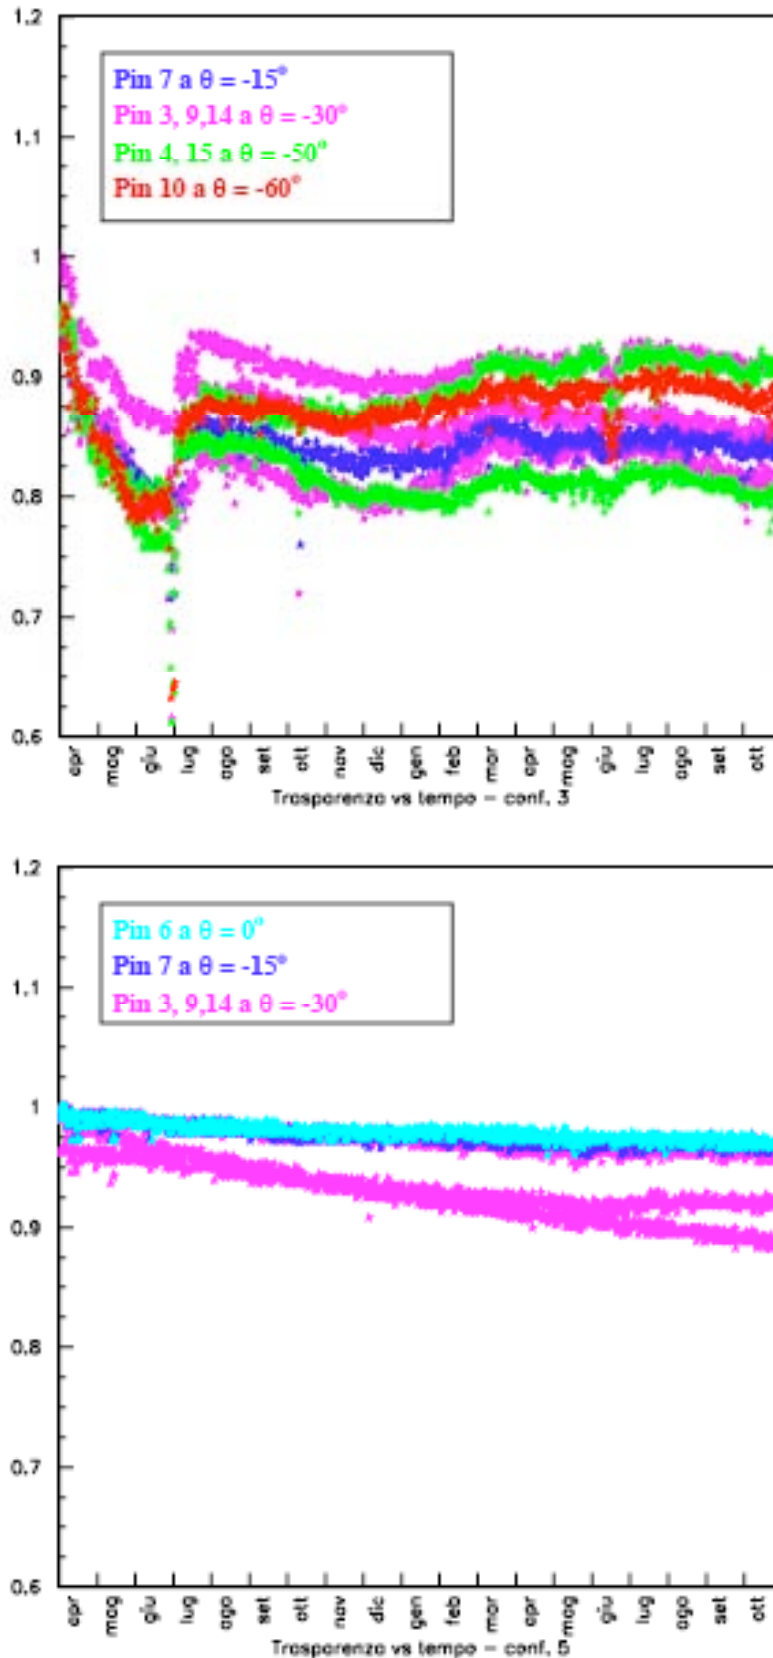 1.2
Pin 7 a θ = -15°
Pin 3, 9,14 a θ = -30°
Pin 4, 15 a θ = -50°
Pin 10 a θ = -60°
1.1
1
0.9
0.8
0.7
0.6
apr mag giu lug ago set ott nov dic gen feb mar apr mag giu lug ago set ott
Trasparenza vs tempo – conf. 3
1.2
Pin 6 a θ = 0°
Pin 7 a θ = -15°
Pin 3, 9,14 a θ = -30°
1.1
1
0.9
0.8
0.7
0.6
apr mag giu lug ago set ott nov dic gen feb mar apr mag giu lug ago set ott
Trasparenza vs tempo – conf. 5